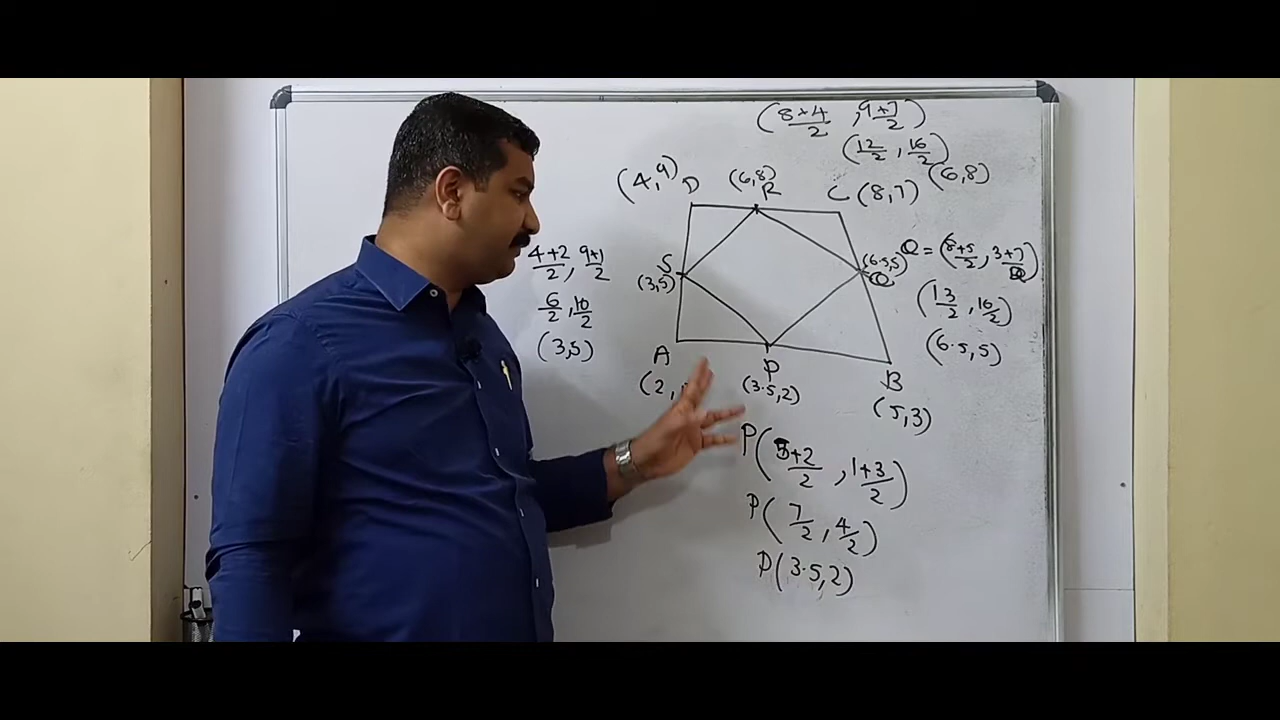 (8+4/2, 9+7/2)
(12/2, 16/2)
(6,8)
(4,9) D
(6,8)
R
C (8,7)
4+2/2, 9+1/2
6/2, 10/2
(3,5)
S
(3,5)
(6.5,5)
Q
Q = (8+5/2, 3+7/2)
(13/2, 10/2)
(6.5,5)
A
(2,
P
(3.5,2)
B
(5,3)
P(5+2/2, 1+3/2)
P(7/2, 4/2)
P(3.5,2)